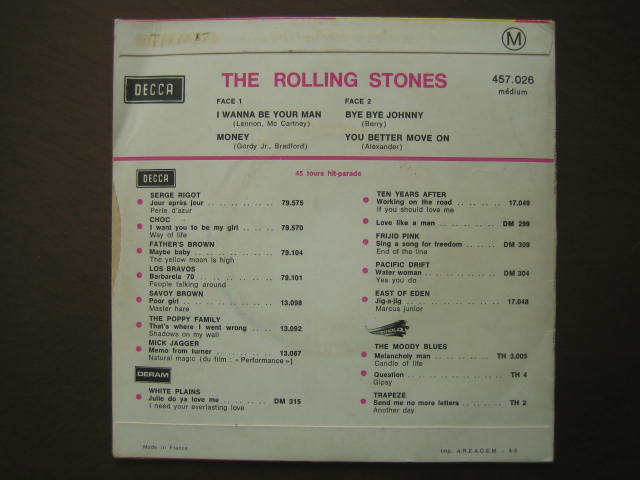 M
DECCA
THE ROLLING STONES
457.026
médium
FACE 1
I WANNA BE YOUR MAN
(Lennon, Mc Cartney)
MONEY
(Gordy Jr., Bradford)
FACE 2
BYE BYE JOHNNY
(Berry)
YOU BETTER MOVE ON
(Alexander)
45 tours hit-parade
DECCA
SERGE RIGOT
Jour après jour 79.575
Perle d'azur
CHOC
I want you to be my girl 79.570
Way of life
FATHER'S BROWN
Maybe baby 79.104
The yellow moon is high
LOS BRAVOS
Barbarela 70 79.101
People talking around
SAVOY BROWN
Poor girl 13.098
Master hare
THE POPPY FAMILY
That's where I went wrong 13.092
Shadows on my wall
MICK JAGGER
Memo from turner 13.067
Natural magic (du film : « Performance »)
DERAM
WHITE PLAINS
Julie do ya love me DM 315
I need your everlasting love
TEN YEARS AFTER
Working on the road 17.049
If you should love me
Love like a man DM 299
FRIJID PINK
Sing a song for freedom DM 309
End of the line
PACIFIC DRIFT
Water woman DM 304
Yes you do
EAST OF EDEN
Jig-a-jig 17.048
Marcus junior
THE MOODY BLUES
Melancholy man TH 3.005
Candle of life
Question TH 4
Gipsy
TRAPEZE
Send me no more letters TH 2
Another day
Made in France
Imp. A.R.E.A.C.E.M. - A-S